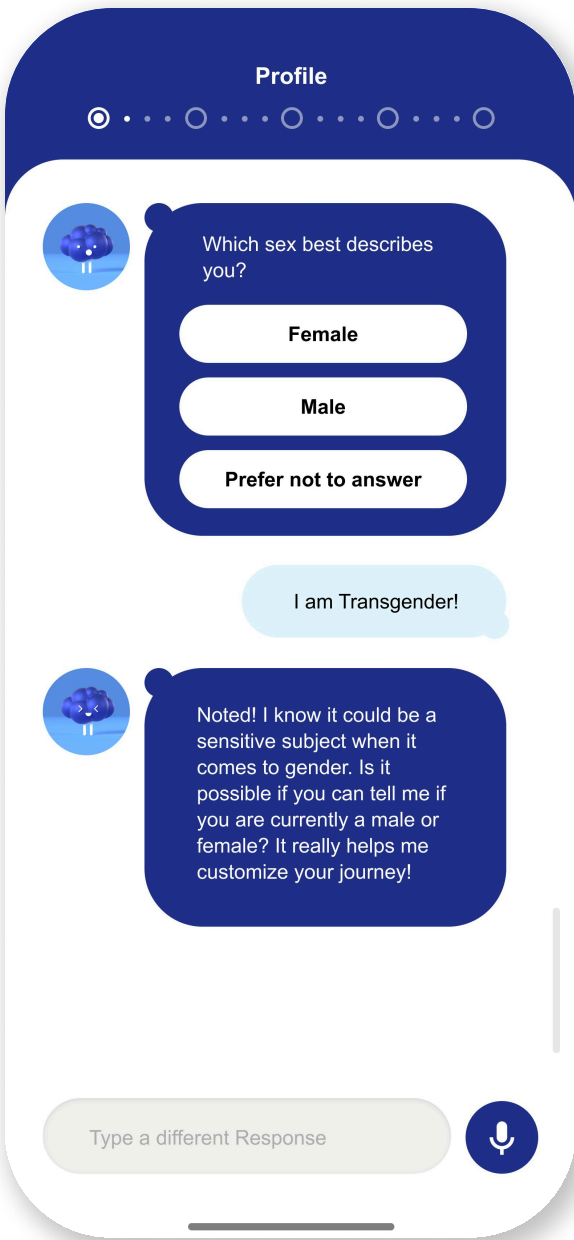 Profile
Which sex best describes
you?
Female
Male
Prefer not to answer
I am Transgender!
Noted! I know it could be a
sensitive subject when it
comes to gender. Is it
possible if you can tell me if
you are currently a male or
female? It really helps me
customize your journey!
Type a different Response